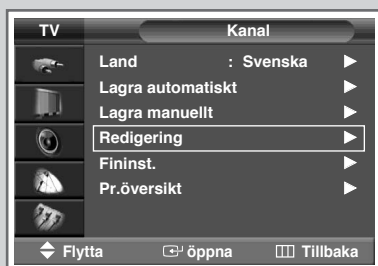 TV Kanal
Land : Svenska
Lagra automatiskt
Lagra manuellt
Redigering
Fininst.
Pr.översikt
Flytta öppna Tillbaka